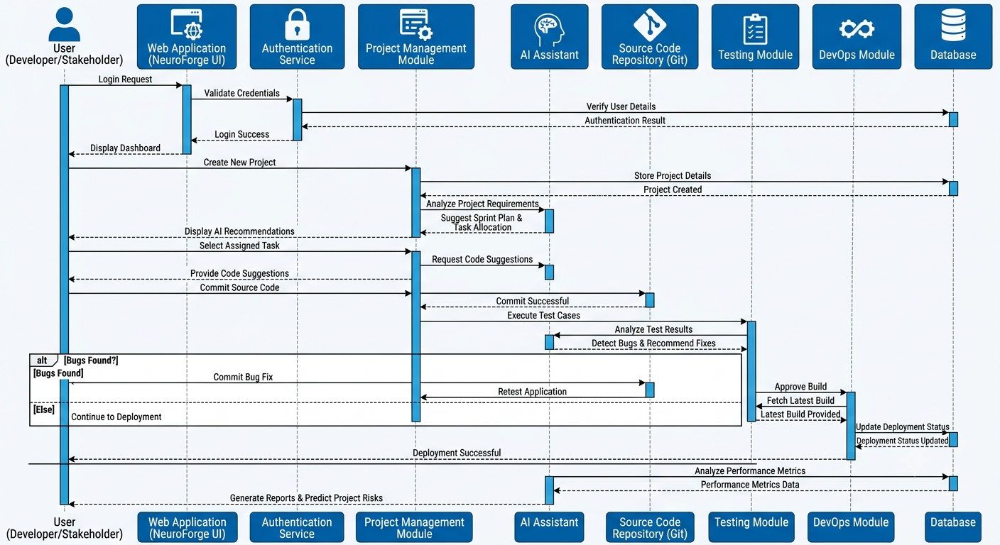 User
(Developer/Stakeholder)
Web Application
(NeuroForge UI)
Authentication
Service
Project Management
Module
AI Assistant
Source Code
Repository (Git)
Testing Module
DevOps Module
Database
Login Request
Validate Credentials
Verify User Details
Authentication Result
Login Success
Display Dashboard
Create New Project
Store Project Details
Project Created
Analyze Project Requirements
Suggest Sprint Plan &
Task Allocation
Display AI Recommendations
Select Assigned Task
Request Code Suggestions
Provide Code Suggestions
Commit Source Code
Commit Successful
Execute Test Cases
Analyze Test Results
Detect Bugs & Recommend Fixes
alt [Bugs Found?]
[Bugs Found]
Commit Bug Fix
Approve Build
Retest Application
Fetch Latest Build
[Else]
Continue to Deployment
Latest Build Provided
Update Deployment Status
Deployment Status Updated
Deployment Successful
Analyze Performance Metrics
Performance Metrics Data
Generate Reports & Predict Project Risks
User
(Developer/Stakeholder)
Web Application
(NeuroForge UI)
Authentication
Service
Project Management
Module
AI Assistant
Source Code
Repository (Git)
Testing Module
DevOps Module
Database